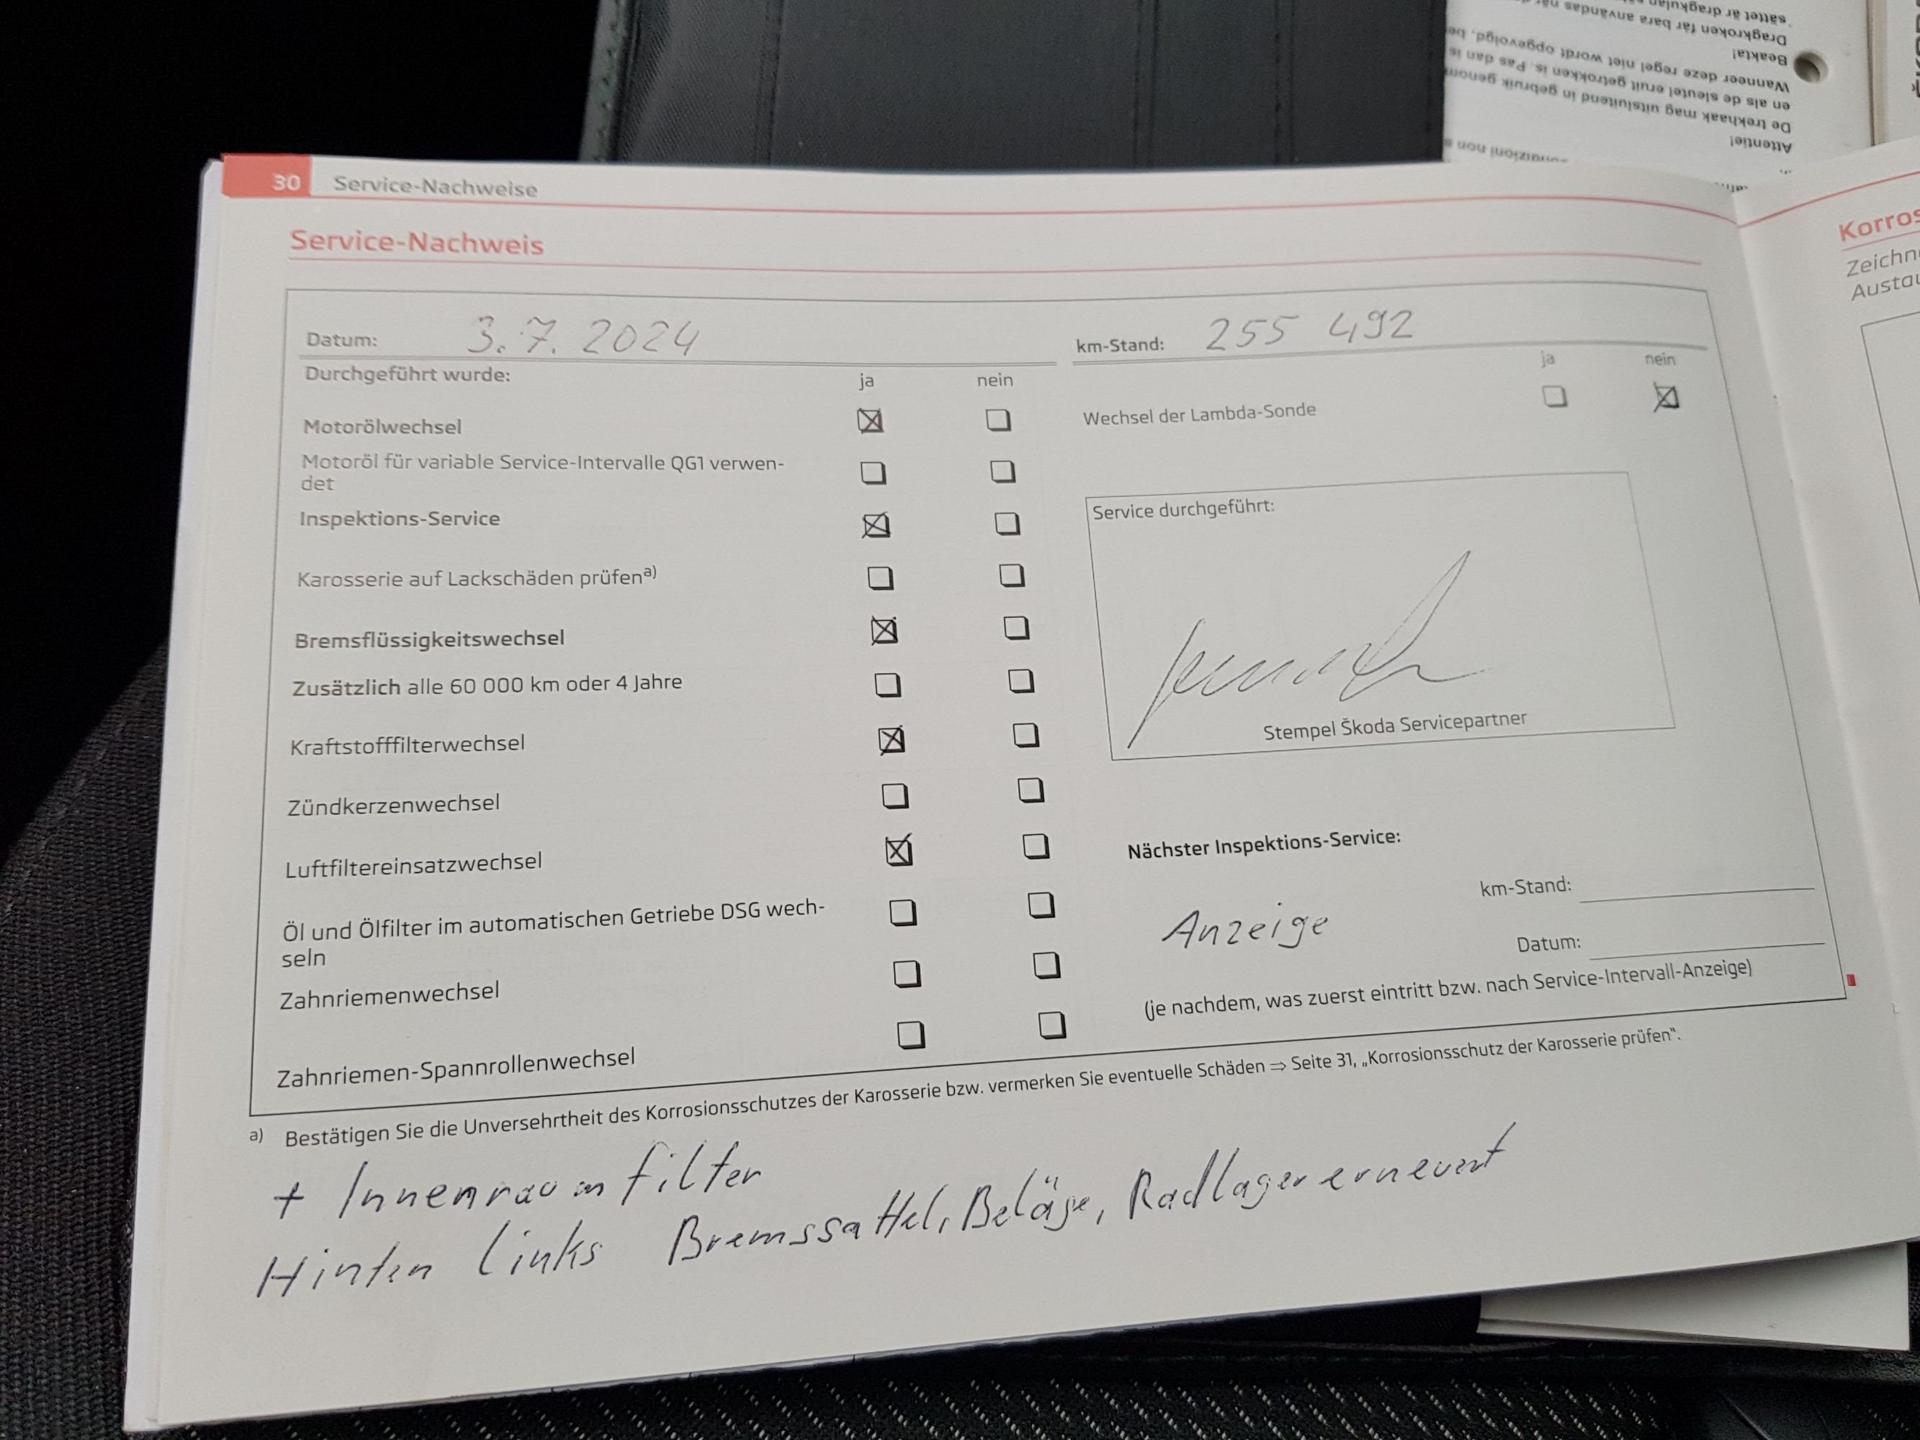 30 Service-Nachweise
Service-Nachweis
Datum: 3.7.2024
km-Stand: 255 492
Durchgeführt wurde: ja nein
ja nein
Motorölwechsel
Wechsel der Lambda-Sonde
Motoröl für variable Service-Intervalle QG1 verwen-
det
Inspektions-Service
Service durchgeführt:
Karosserie auf Lackschäden prüfen a)
Bremsflüssigkeitswechsel
Zusätzlich alle 60 000 km oder 4 Jahre
Stempel Škoda Servicepartner
Kraftstofffilterwechsel
Zündkerzenwechsel
Luftfiltereinsatzwechsel
Nächster Inspektions-Service:
km-Stand:
Öl und Ölfilter im automatischen Getriebe DSG wech-
seln
Anzeige
Datum:
Zahnriemenwechsel
(je nachdem, was zuerst eintritt bzw. nach Service-Intervall-Anzeige)
Zahnriemen-Spannrollenwechsel
a) Bestätigen Sie die Unversehrtheit des Korrosionsschutzes der Karosserie bzw. vermerken Sie eventuelle Schäden ⇒ Seite 31, „Korrosionsschutz der Karosserie prüfen“.
+ Innenraumfilter
Hinten links Bremssattel, Beläge, Radlager erneuert
Korros
Zeichn
Austau
Attentie!
De trekhaak mag uitsluitend in gebruik genom
en als de sleutel eruit getrokken is. Pas dan is
Wanneer deze regel niet wordt opgevolgd, be
Beakta!
Dragkroken får bara användas när